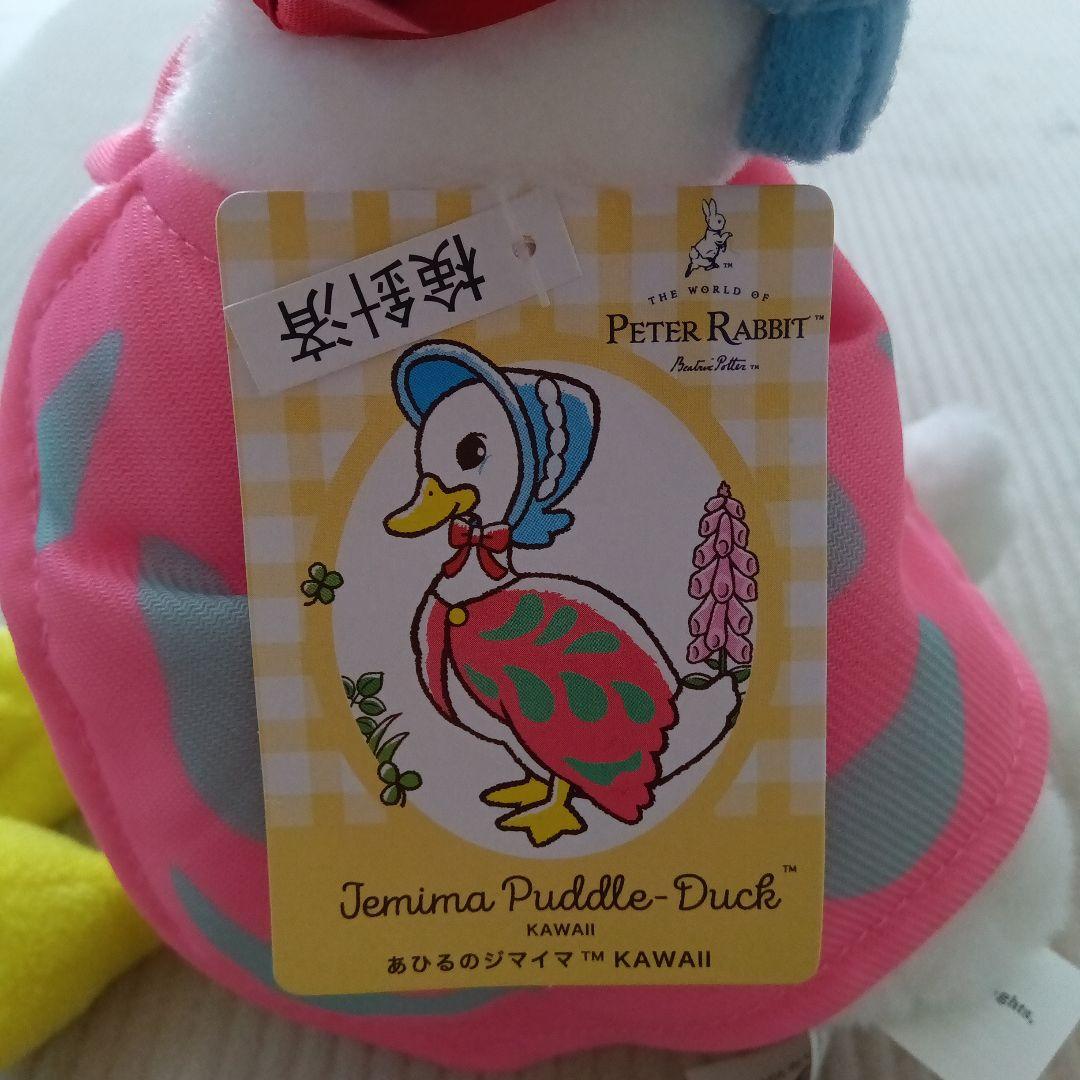 検針済
THE WORLD OF
PETER RABBIT™
Beatrix Potter™
Jemima Puddle-Duck™
KAWAII
あひるのジマイマ™ KAWAII